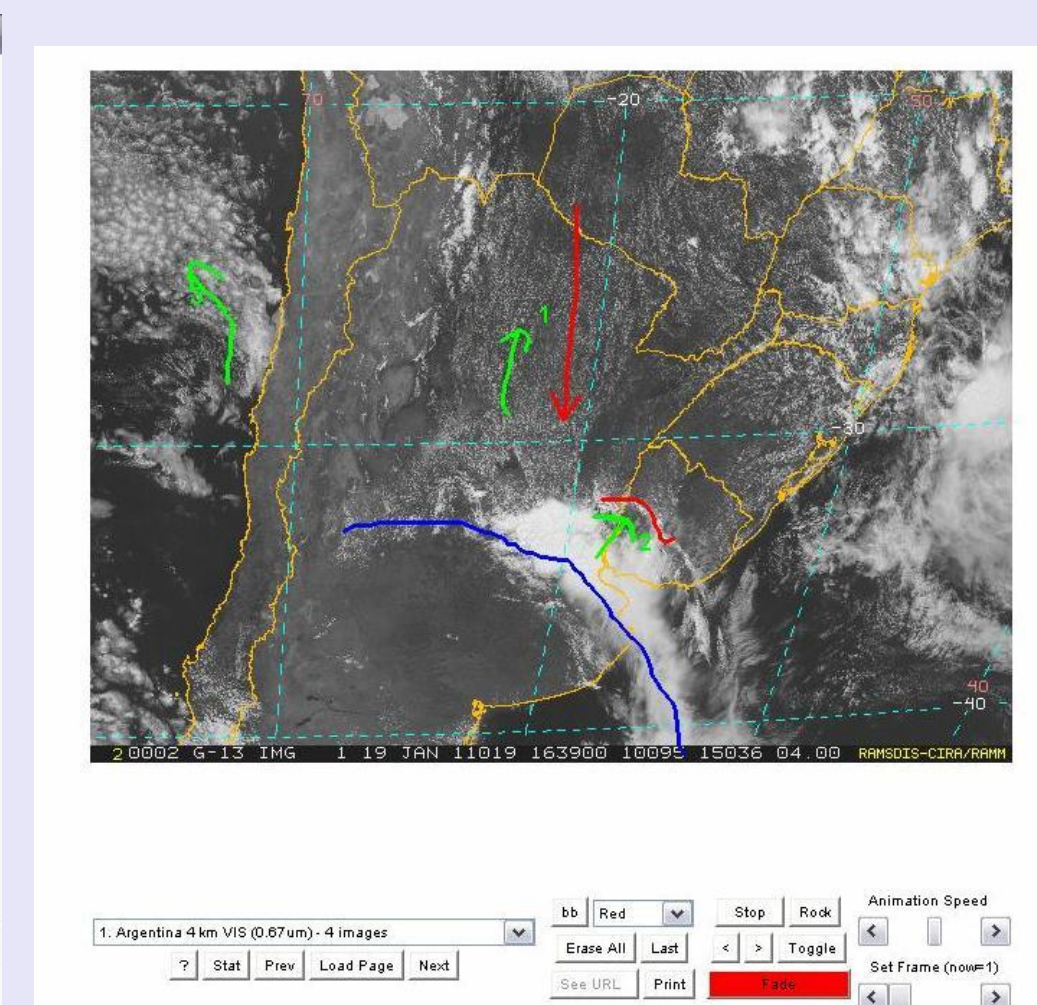 70
-20
50
1
-30
2
40
-40
2 0002 G-13 IMG 1 19 JAN 11019 163900 10095 15036 04.00 RAMSDIS-CIRA/RAMM
1. Argentina 4 km VIS (0.67um) - 4 images
? Stat Prev Load Page Next
bb Red Stop Rock
Animation Speed
Erase All Last < > Toggle
< >
See URL Print Fade
Set Frame (now=1)
< >